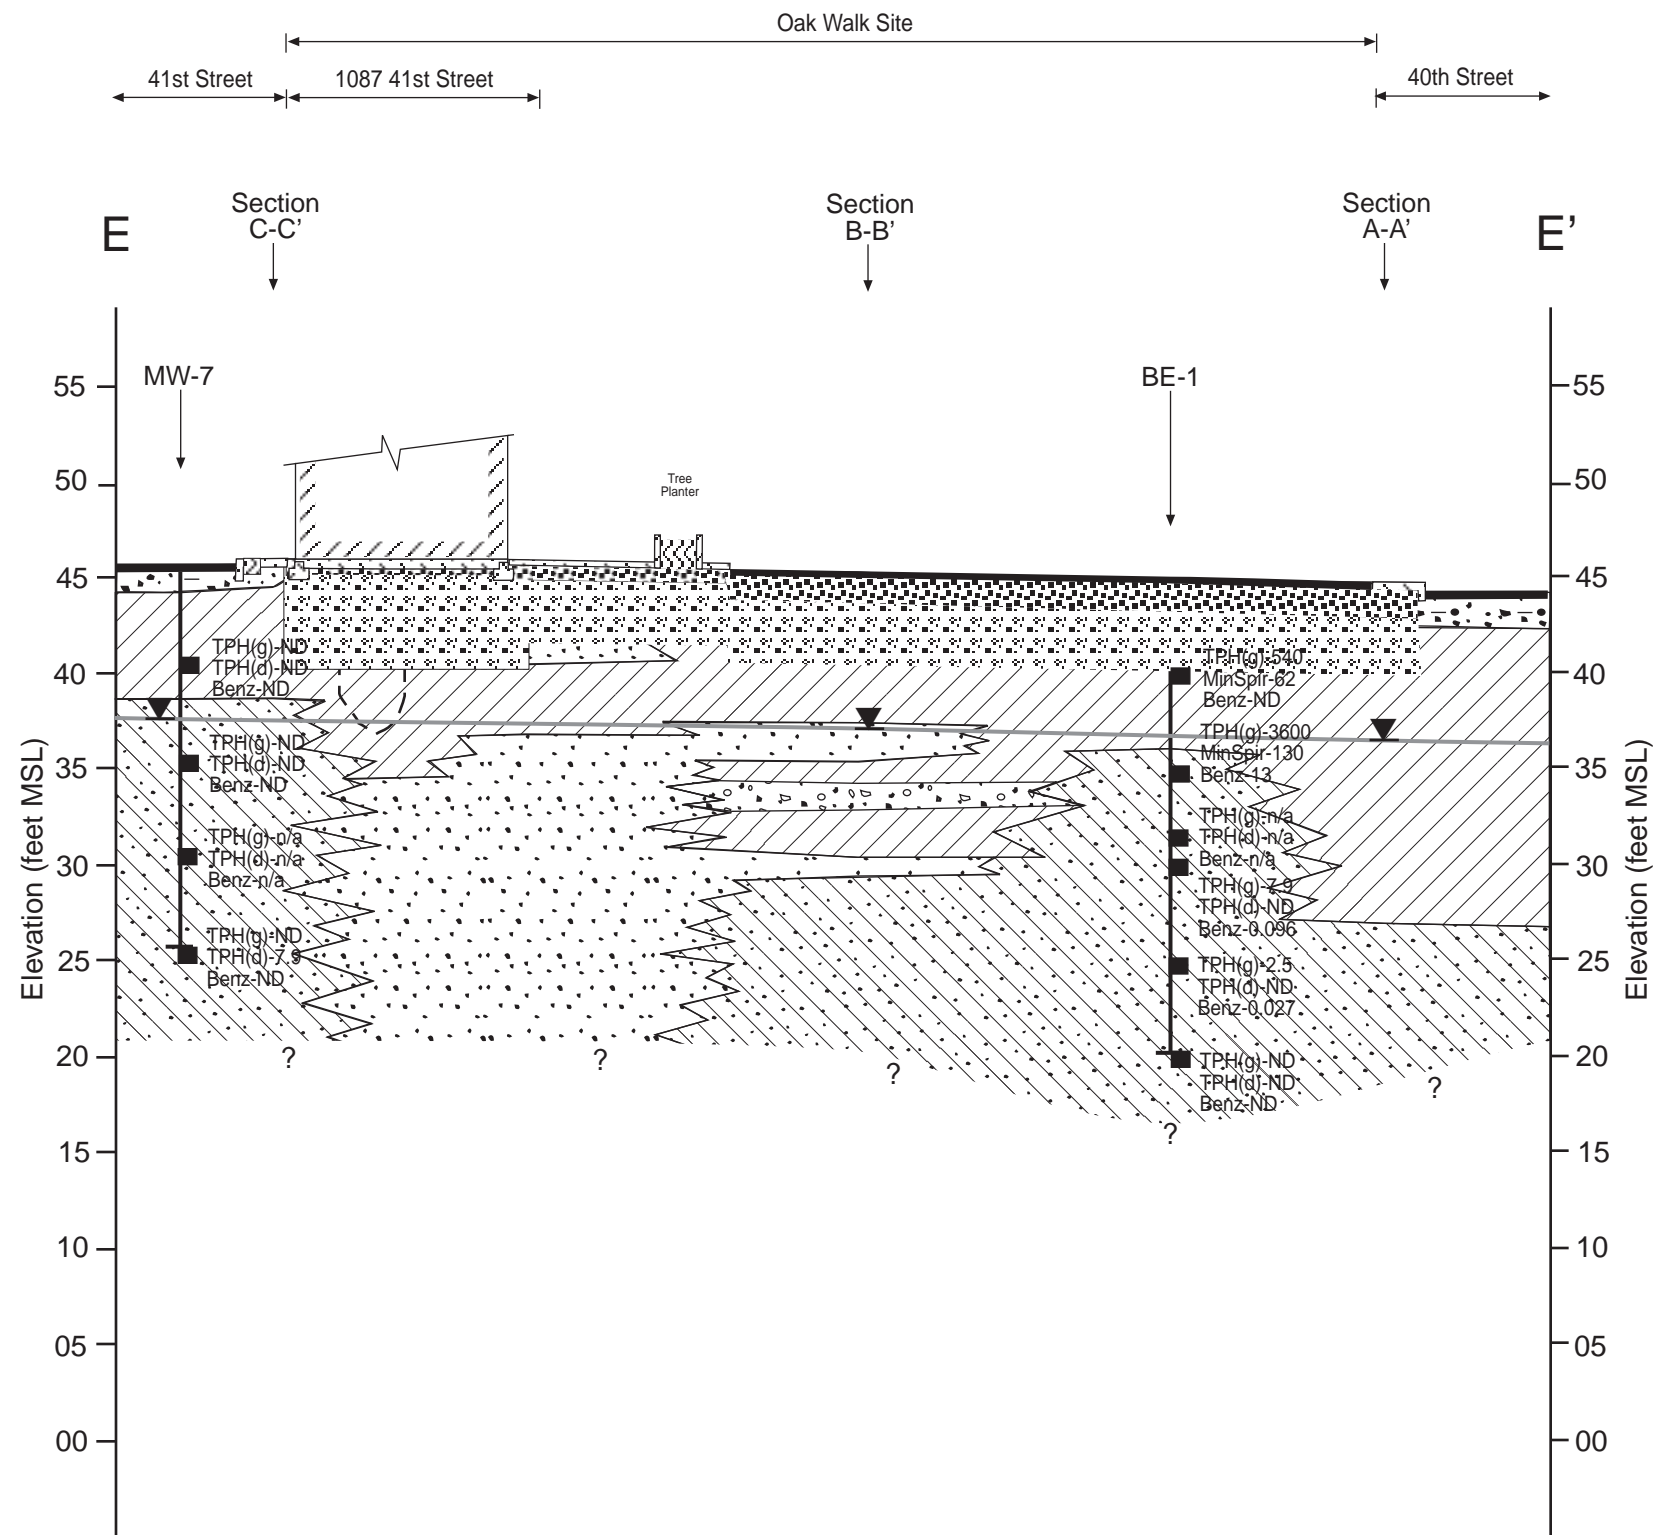 Oak Walk Site
41st Street
1087 41st Street
40th Street
Section
C-C’
Section
B-B’
Section
A-A’
E
E’
MW-7
BE-1
Tree
Planter
55
50
45
40
35
30
25
20
15
10
05
00
Elevation (feet MSL)
TPH(g)-ND
TPH(d)-ND
Benz-ND
TPH(g)-ND
TPH(d)-ND
Benz-ND
TPH(g)-n/a
TPH(d)-n/a
Benz-n/a
TPH(g)-ND
TPH(d)-7.9
Benz-ND
TPH(g)-540
MinSpir-62
Benz-ND
TPH(g)-3600
MinSpir-130
Benz-13
TPH(g)-n/a
TPH(d)-n/a
Benz-n/a
TPH(g)-7.9
TPH(d)-ND
Benz-0.096
TPH(g)-2.5
TPH(d)-ND
Benz-0.027
TPH(g)-ND
TPH(d)-ND
Benz-ND
?
?
?
?
?
55
50
45
40
35
30
25
20
15
10
05
00
Elevation (feet MSL)